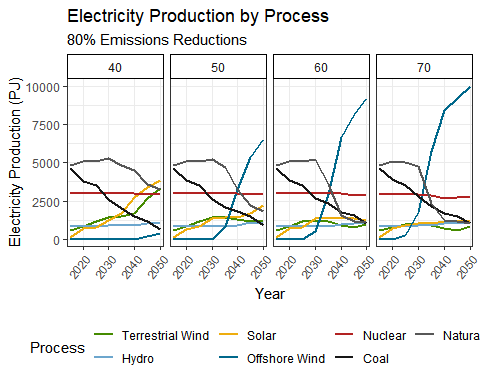 Electricity Production by Process
80% Emissions Reductions
40 50 60 70
Electricity Production (PJ)
10000
7500
5000
2500
0
2020 2030 2040 2050 2020 2030 2040 2050 2020 2030 2040 2050 2020 2030 2040 2050
Year
Process
Terrestrial Wind Solar Nuclear Natura
Hydro Offshore Wind Coal